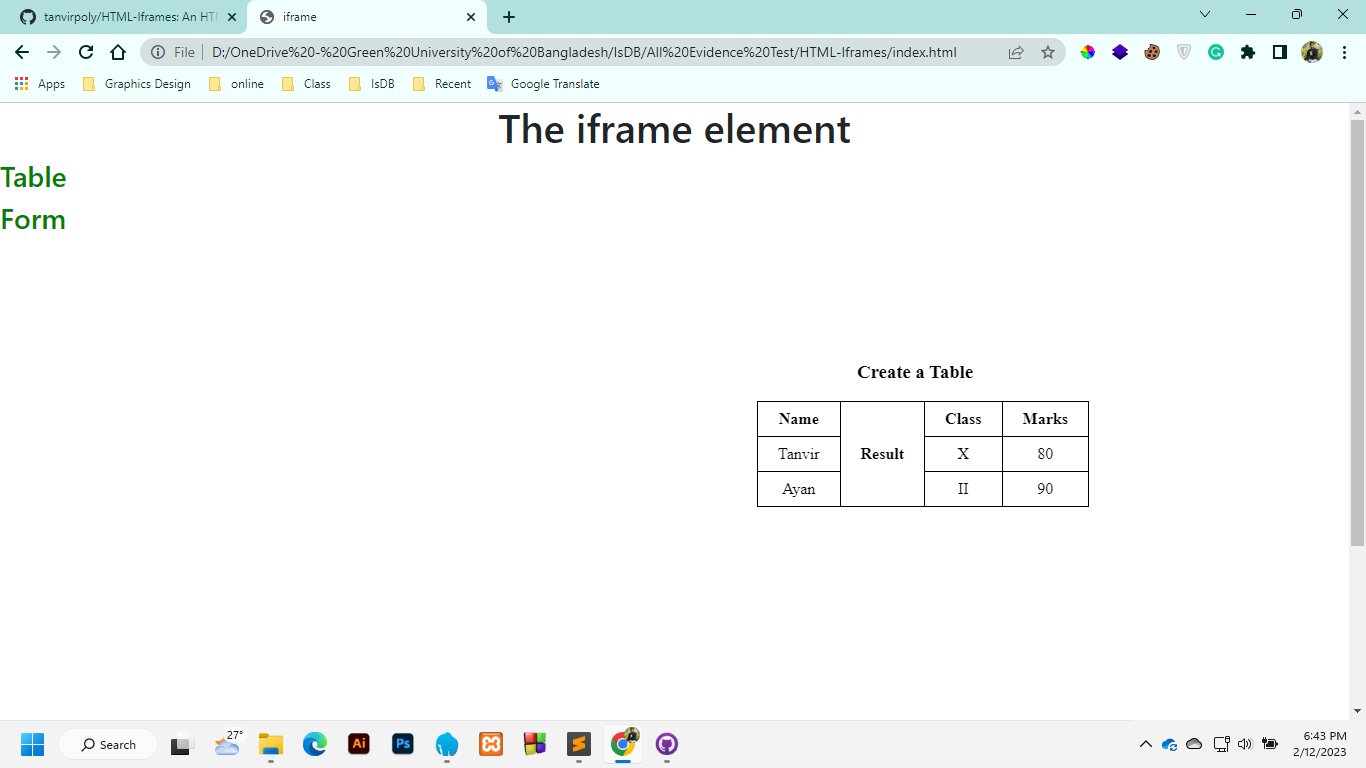 tanvirpoly/HTML-Iframes: An HT
iframe
File D:/OneDrive%20-%20Green%20University%20of%20Bangladesh/IsDB/All%20Evidence%20Test/HTML-Iframes/index.html
Apps Graphics Design online Class IsDB Recent Google Translate
The iframe element
Table
Form
Create a Table
Name Result Class Marks
Tanvir X 80
Ayan II 90
27°
Search Ai Ps
6:43 PM
2/12/2023